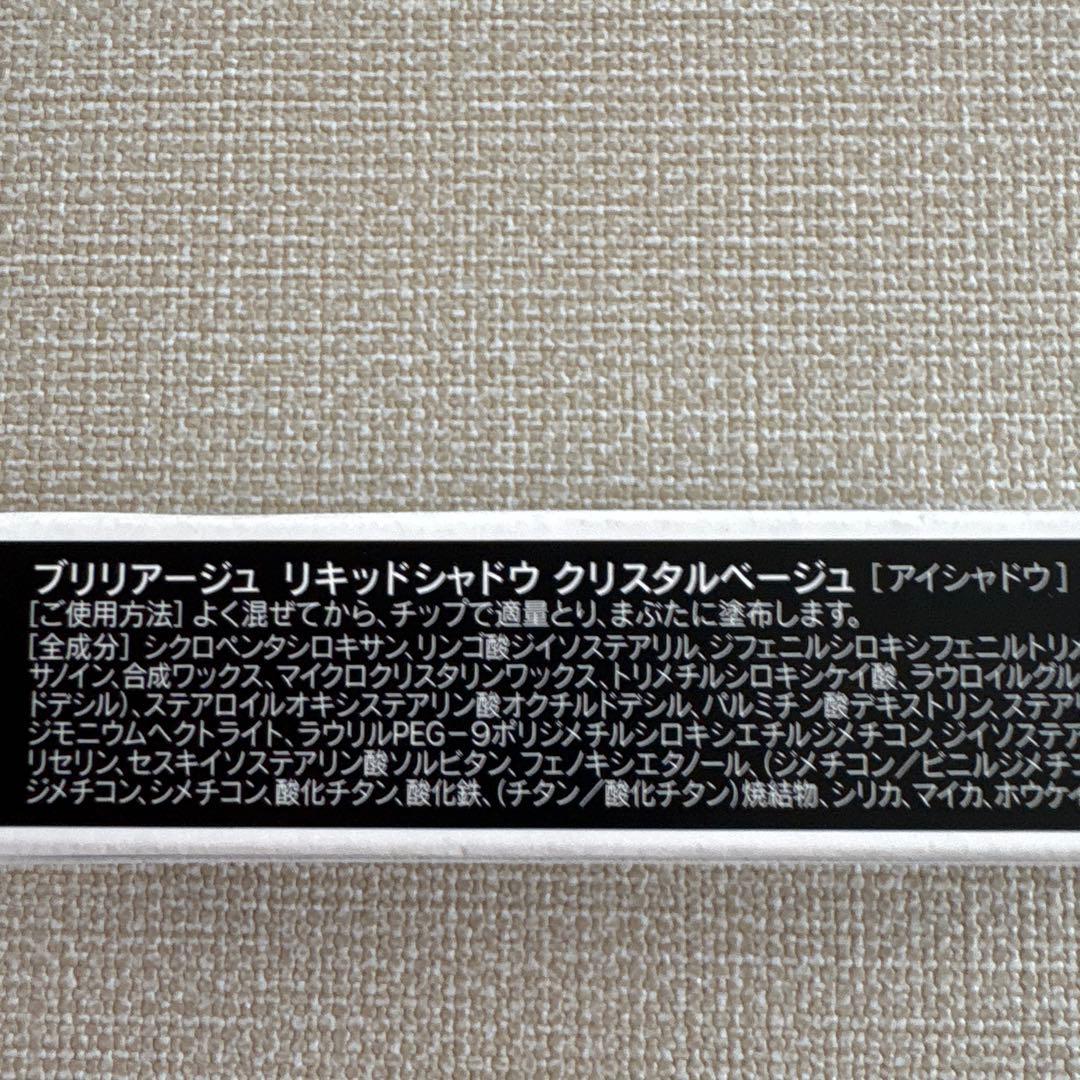 ブリリアージュ リキッドシャドウ クリスタルベージュ [アイシャドウ]
[ご使用方法] よく混ぜてから、チップで適量とり、まぶたに塗布します。
[全成分] シクロペンタシロキサン、リンゴ酸ジイソステアリル、ジフェニルシロキシフェニルトリメ
サノイン、合成ワックス、マイクロクリスタリンワックス、トリメチルシロキシケイ酸、ラウロイルグル
ドデシル)、ステアロイルオキシステアリン酸オクチルドデシル、パルミチン酸デキストリン、ステアリ
ジモニウムヘクトライト、ラウリルPEG－9ポリジメチルシロキシエチルジメチコン、ジイソステア
リセリン、セスキイソステアリン酸ソルビタン、フェノキシエタノール、(ジメチコン／ビニルジメチ
ジメチコン、シメチコン、酸化チタン、酸化鉄、(チタン／酸化チタン)焼結物、シリカ、マイカ、ホウケイ